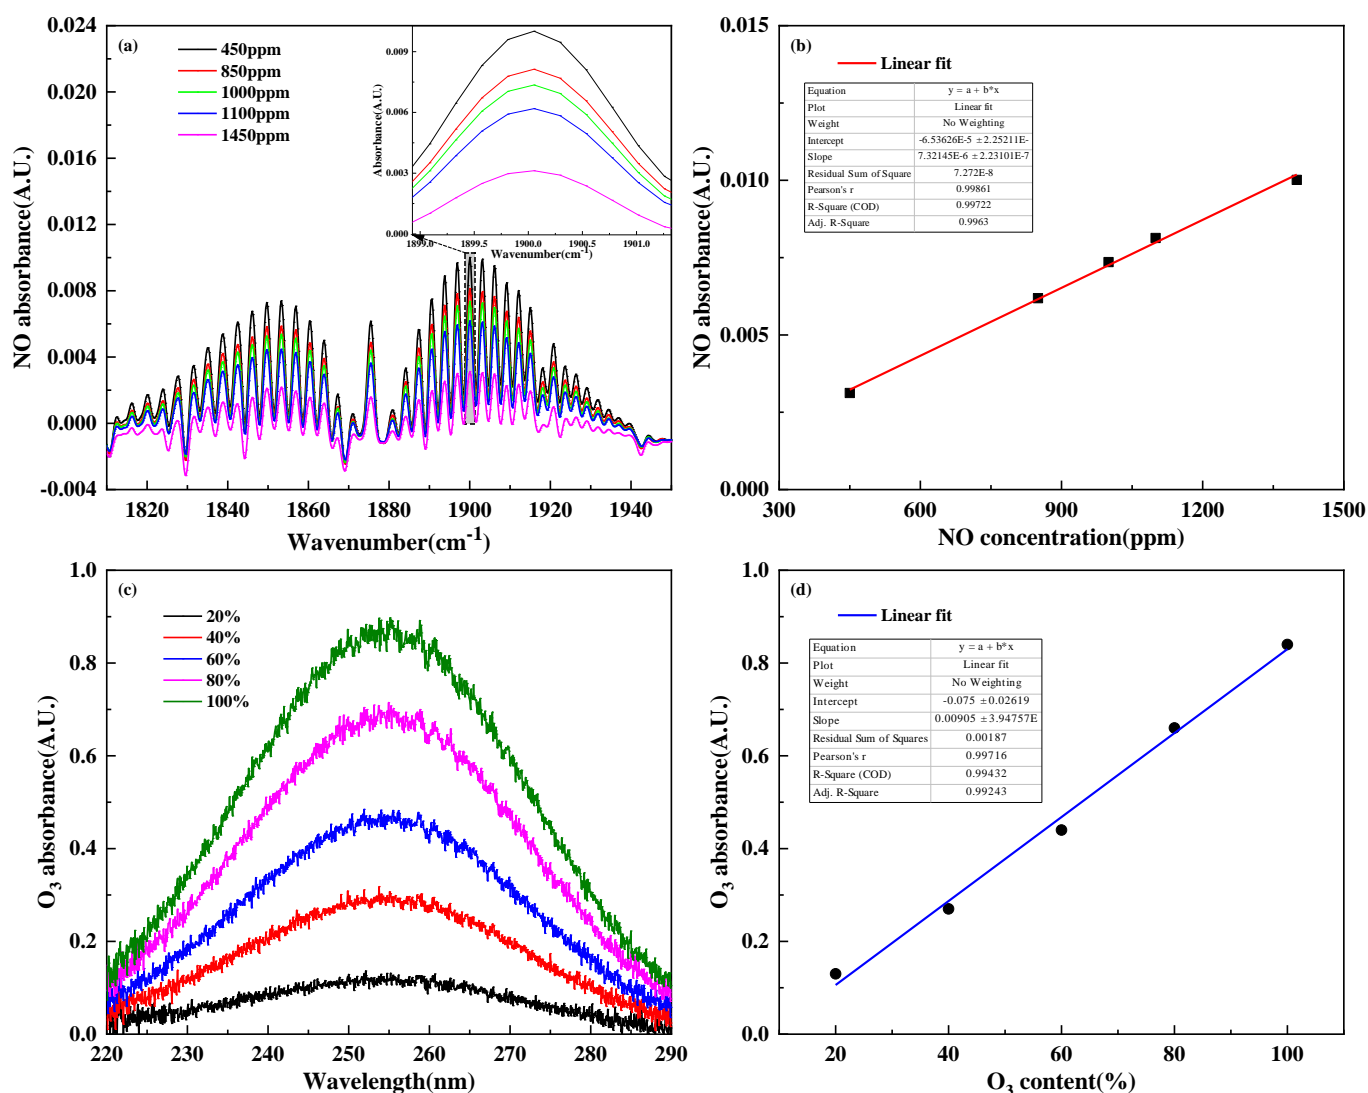 (a)
450ppm
850ppm
1000ppm
1100ppm
1450ppm
0.024
0.020
0.016
0.012
0.008
0.004
0.000
-0.004
NO absorbance(A.U.)
1820
1840
1860
1880
1900
1920
1940
Wavenumber(cm⁻¹)
0.009
0.006
0.003
0.000
Absorbance(A.U.)
1899.0
1899.5
1900.0
1900.5
1901.0
Wavenumber(cm⁻¹)
(b)
Linear fit
Equation y = a + b*x
Plot Linear fit
Weight No Weighting
Intercept -6.53626E-5 ± 2.25211E-
Slope 7.32145E-6 ± 2.23101E-7
Residual Sum of Square 7.272E-8
Pearson's r 0.99861
R-Square (COD) 0.99722
Adj. R-Square 0.9963
0.015
0.010
0.005
0.000
NO absorbance(A.U.)
300
600
900
1200
1500
NO concentration(ppm)
(c)
20%
40%
60%
80%
100%
1.0
0.8
0.6
0.4
0.2
0.0
O₃ absorbance(A.U.)
220
230
240
250
260
270
280
290
Wavelength(nm)
(d)
Linear fit
Equation y = a + b*x
Plot Linear fit
Weight No Weighting
Intercept -0.075 ± 0.02619
Slope 0.00905 ± 3.94757E
Residual Sum of Squares 0.00187
Pearson's r 0.99716
R-Square (COD) 0.99432
Adj. R-Square 0.99243
1.0
0.8
0.6
0.4
0.2
0.0
O₃ absorbance(A.U.)
20
40
60
80
100
O₃ content(%)